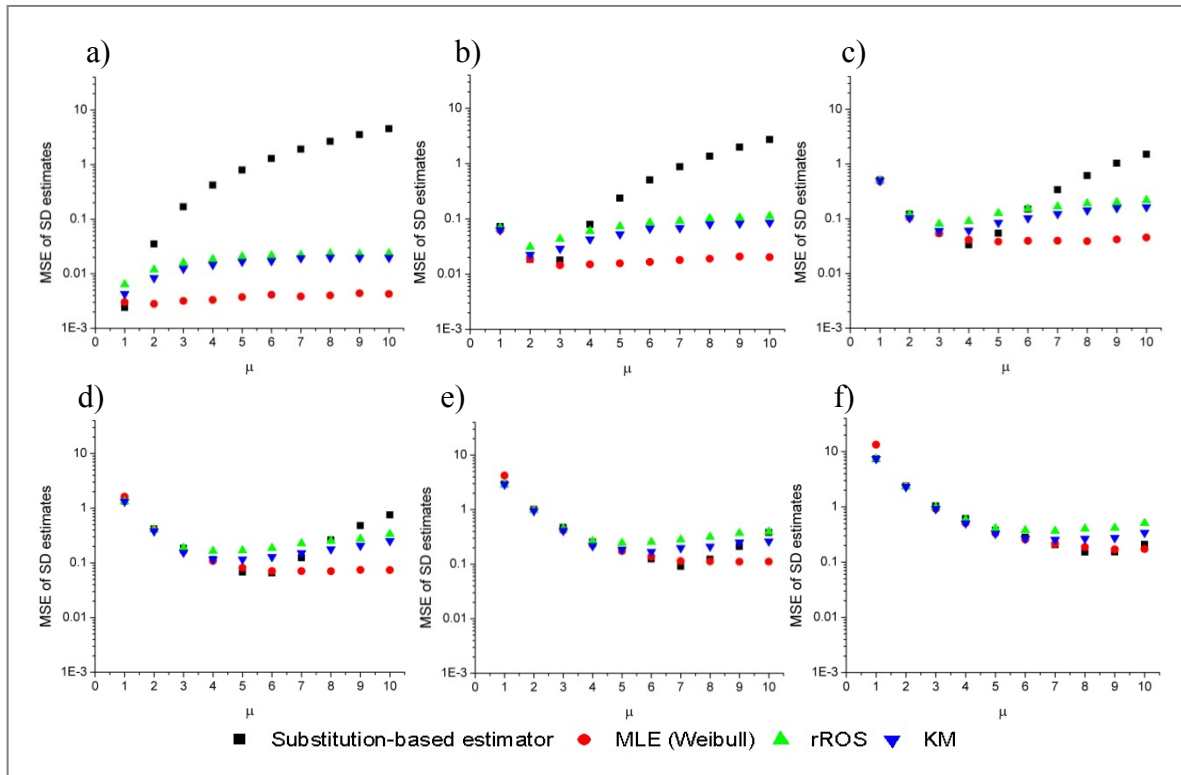 a) b) c)
MSE of SD estimates
10
1
0.1
0.01
1E-3
0 1 2 3 4 5 6 7 8 9 10
μ
MSE of SD estimates
10
1
0.1
0.01
1E-3
0 1 2 3 4 5 6 7 8 9 10
μ
MSE of SD estimates
10
1
0.1
0.01
1E-3
0 1 2 3 4 5 6 7 8 9 10
μ
d) e) f)
MSE of SD estimates
10
1
0.1
0.01
1E-3
0 1 2 3 4 5 6 7 8 9 10
μ
MSE of SD estimates
10
1
0.1
0.01
1E-3
0 1 2 3 4 5 6 7 8 9 10
μ
MSE of SD estimates
10
1
0.1
0.01
1E-3
0 1 2 3 4 5 6 7 8 9 10
μ
Substitution-based estimator MLE (Weibull) rROS KM